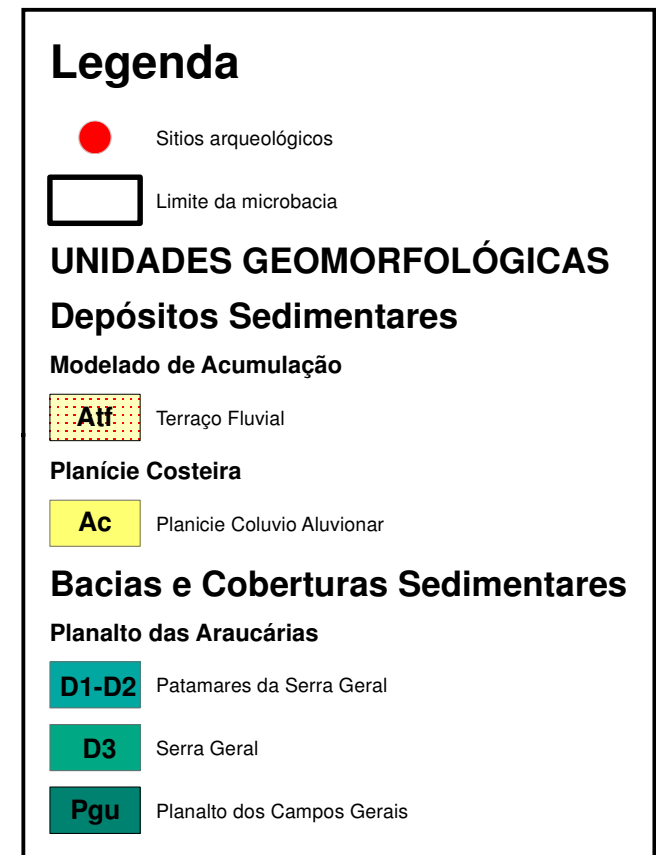 Legenda
Sitios arqueológicos
Limite da microbacia
UNIDADES GEOMORFOLÓGICAS
Depósitos Sedimentares
Modelado de Acumulação
Atf Terraço Fluvial
Planície Costeira
Ac Planicie Coluvio Aluvionar
Bacias e Coberturas Sedimentares
Planalto das Araucárias
D1-D2 Patamares da Serra Geral
D3 Serra Geral
Pgu Planalto dos Campos Gerais